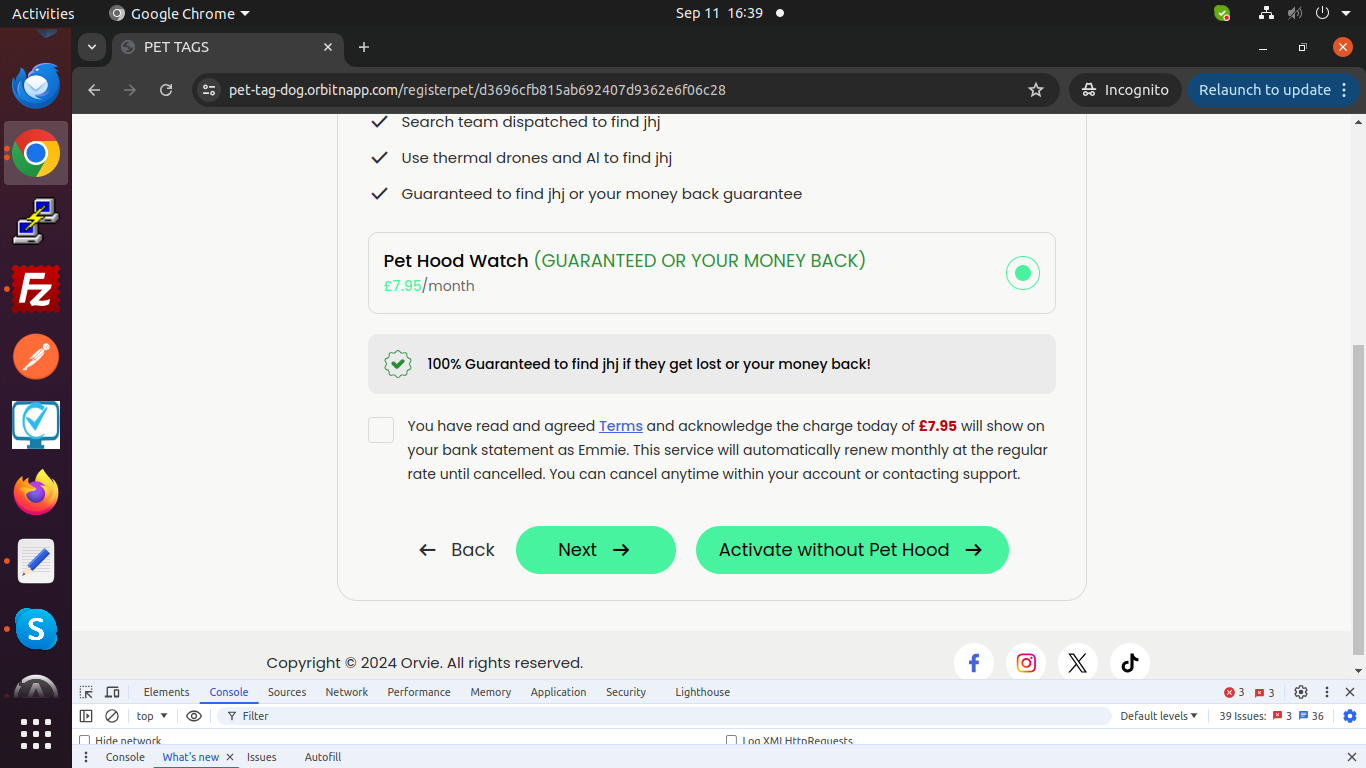 Activities
Google Chrome
Sep 11 16:39
PET TAGS
pet-tag-dog.orbitnapp.com/registerpet/d3696cfb815ab692407d9362e6f06c28
Incognito
Relaunch to update
Search team dispatched to find jhj
Use thermal drones and Al to find jhj
Guaranteed to find jhj or your money back guarantee
Pet Hood Watch (GUARANTEED OR YOUR MONEY BACK)
£7.95/month
100% Guaranteed to find jhj if they get lost or your money back!
You have read and agreed Terms and acknowledge the charge today of £7.95 will show on
your bank statement as Emmie. This service will automatically renew monthly at the regular
rate until cancelled. You can cancel anytime within your account or contacting support.
Back
Next
Activate without Pet Hood
Copyright © 2024 Orvie. All rights reserved.
Elements Console Sources Network Performance Memory Application Security Lighthouse 3 3
top Filter Default levels 39 Issues: 3 36
Hide network Log XMLHttpRequests
Console What's new Issues Autofill